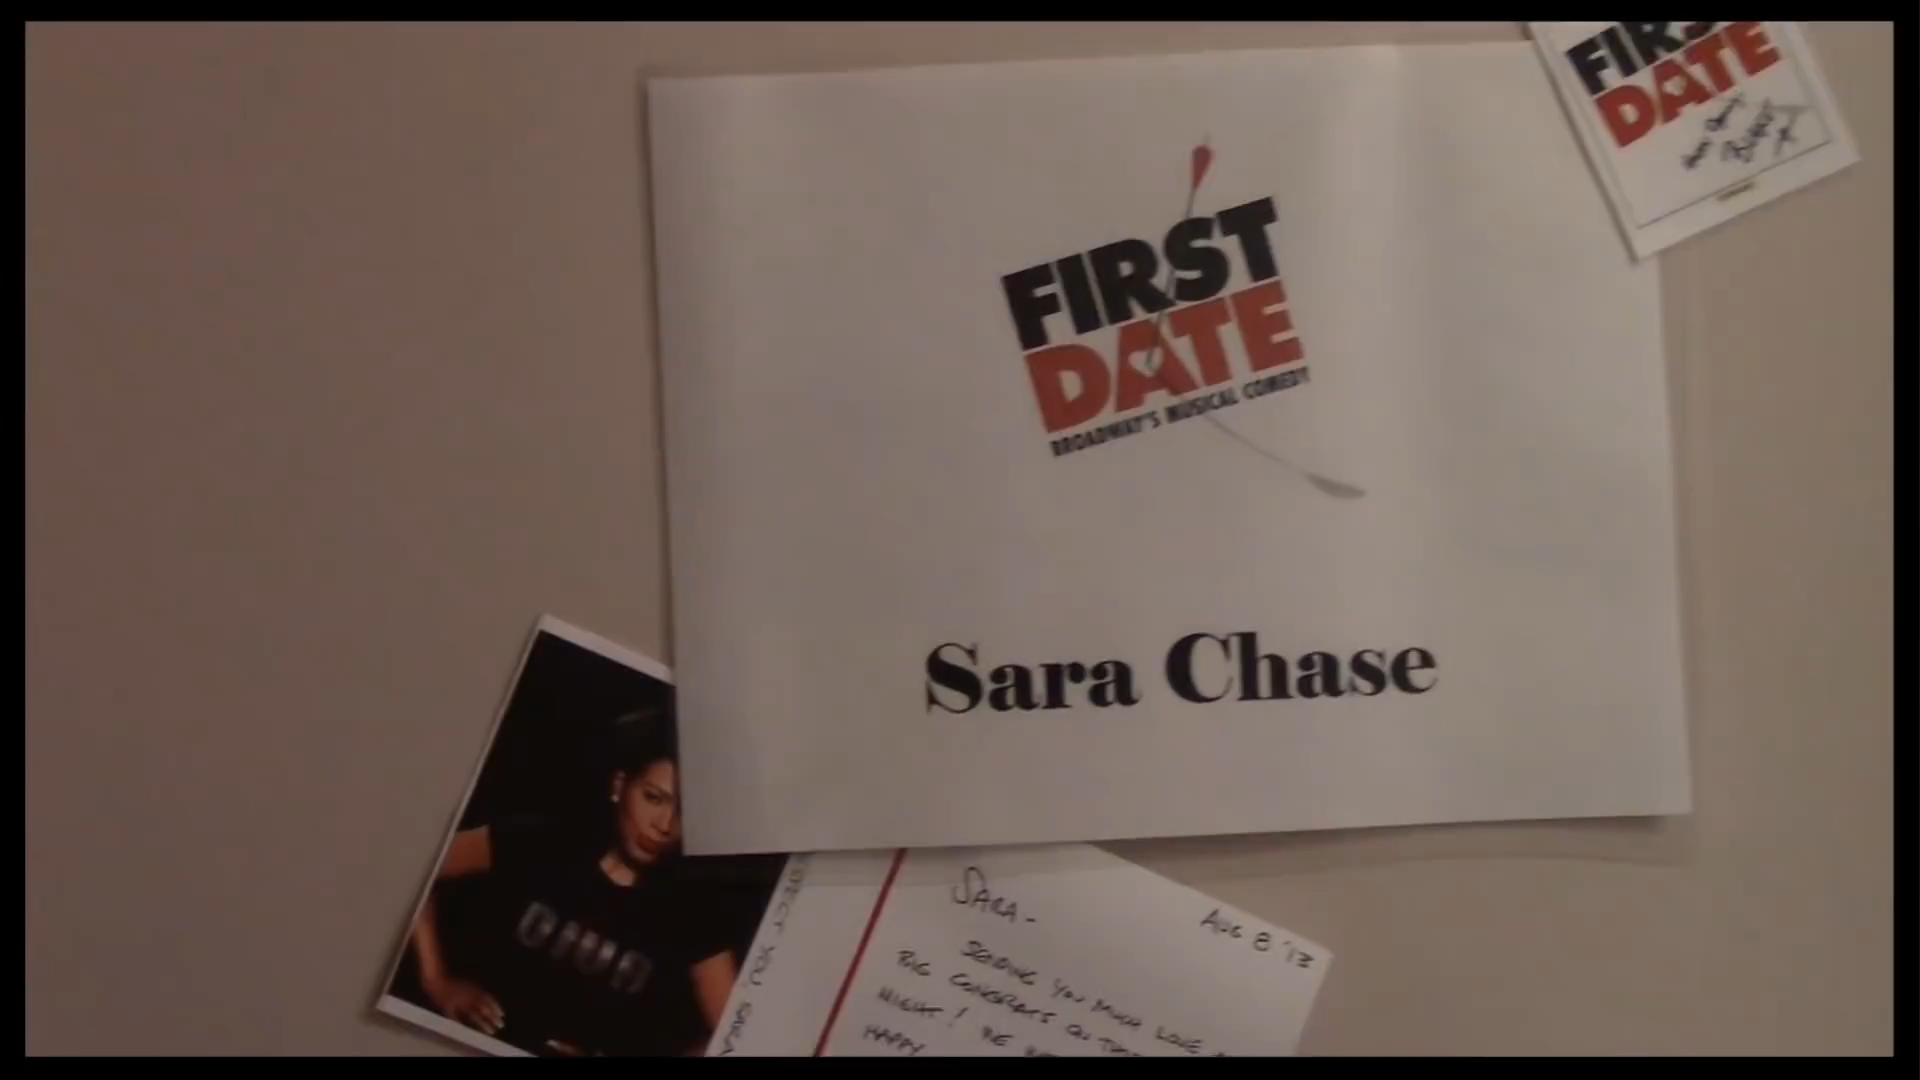 FIRST
DATE
FIRST
DATE
BROADWAY'S MUSICAL COMEDY
Sara Chase
DIVA
SARA-
AUG 8 '13
SENDING YOU MUCH LOVE
BIG CONGRATS ON
NIGHT! WE
HAPPY